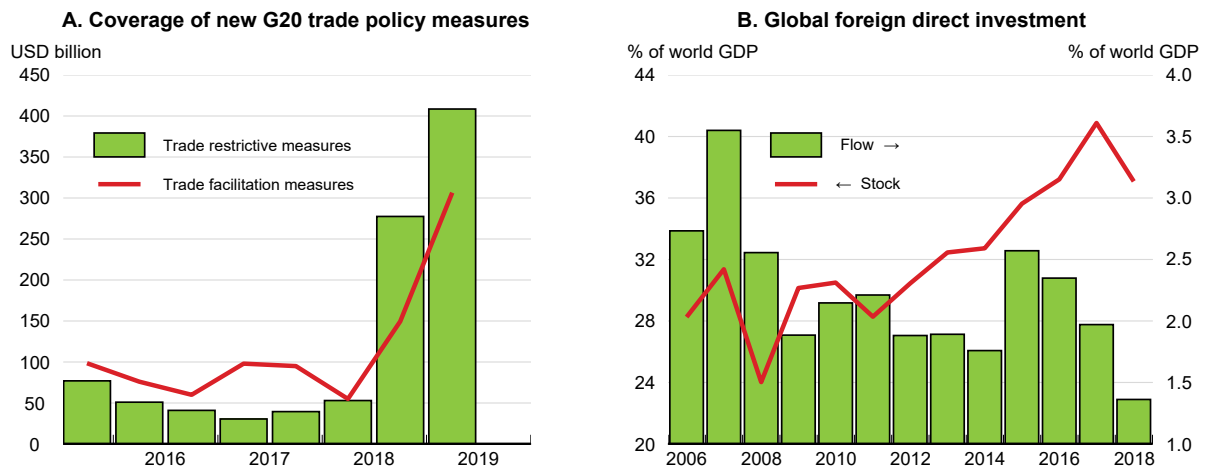 A. Coverage of new G20 trade policy measures
USD billion
450
400
350
300
250
200
150
100
50
0
Trade restrictive measures
Trade facilitation measures
2016 2017 2018 2019
B. Global foreign direct investment
% of world GDP % of world GDP
44 4.0
40 3.5
36 3.0
32 2.5
28 2.0
24 1.5
20 1.0
Flow →
← Stock
2006 2008 2010 2012 2014 2016 2018